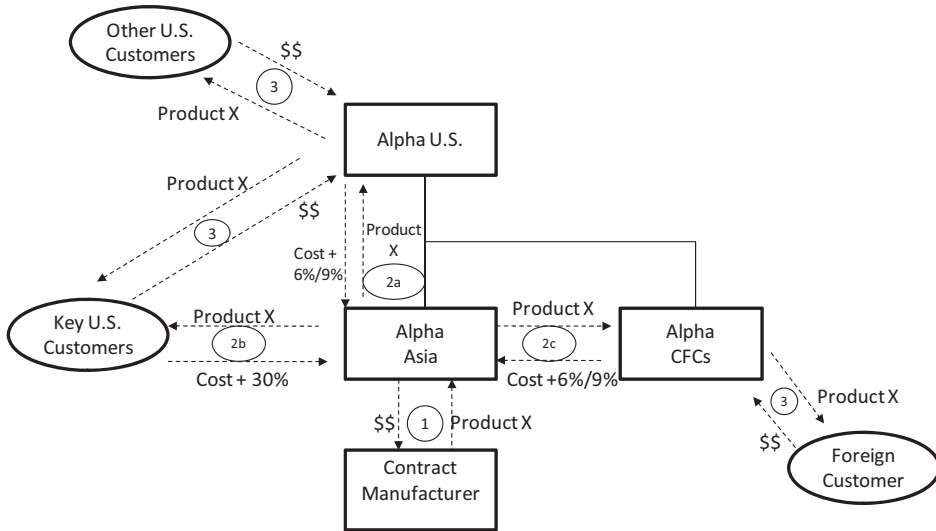 Other U.S.
Customers
$$
3
Product X
Alpha U.S.
Product X
$$
3
Product
X
Cost +
6%/9%
2a
Key U.S.
Customers
Product X
2b
Cost + 30%
Alpha
Asia
Product X
2c
Cost +6%/9%
Alpha
CFCs
$$
1
Product X
3
Product X
$$
Contract
Manufacturer
Foreign
Customer